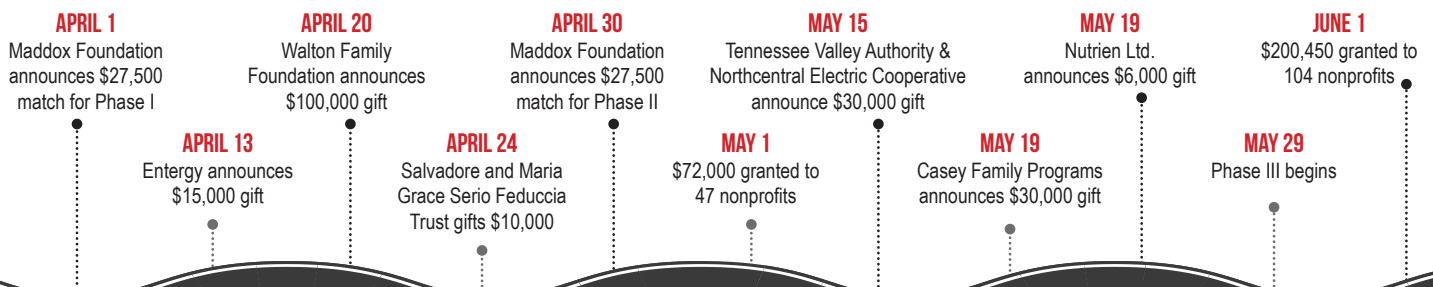 APRIL 1
Maddox Foundation
announces $27,500
match for Phase I
APRIL 13
Entergy announces
$15,000 gift
APRIL 20
Walton Family
Foundation announces
$100,000 gift
APRIL 24
Salvadore and Maria
Grace Serio Feduccia
Trust gifts $10,000
APRIL 30
Maddox Foundation
announces $27,500
match for Phase II
MAY 1
$72,000 granted to
47 nonprofits
MAY 15
Tennessee Valley Authority &
Northcentral Electric Cooperative
announce $30,000 gift
MAY 19
Casey Family Programs
announces $30,000 gift
MAY 19
Nutrien Ltd.
announces $6,000 gift
MAY 29
Phase III begins
JUNE 1
$200,450 granted to
104 nonprofits